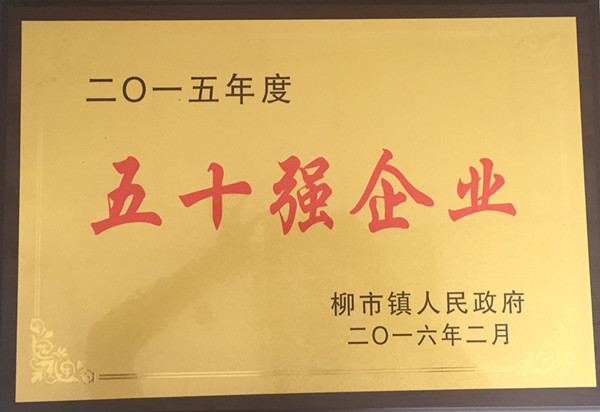 二〇一五年度
五十强企业
柳市镇人民政府
二〇一六年二月